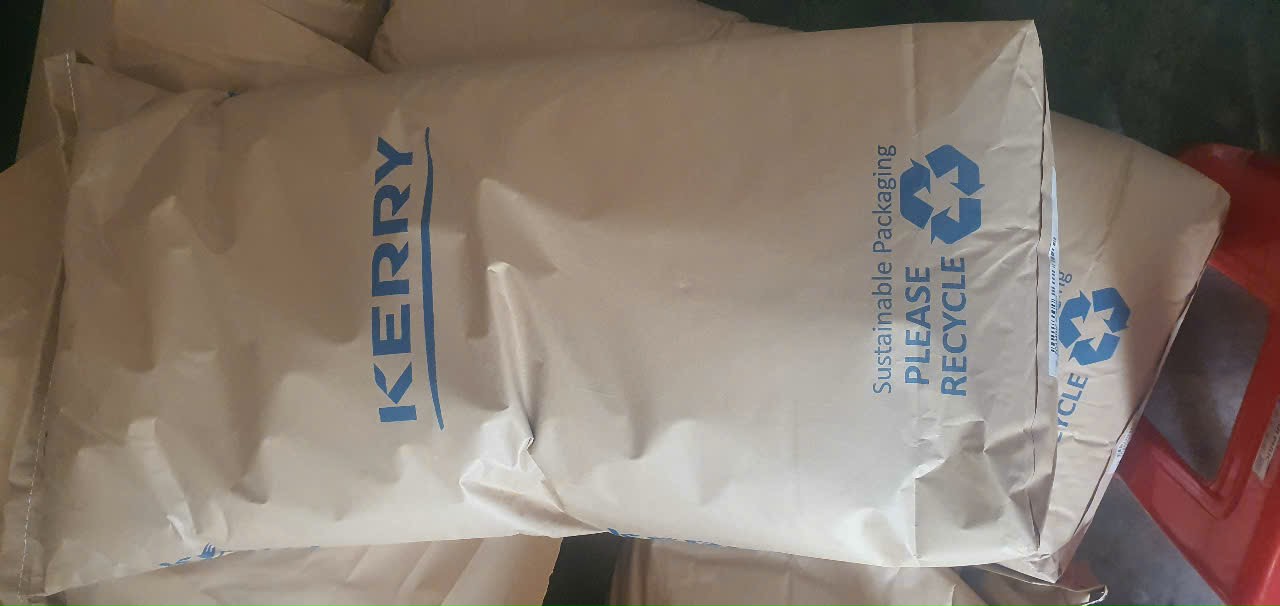 KERRY
Sustainable Packaging
PLEASE
RECYCLE